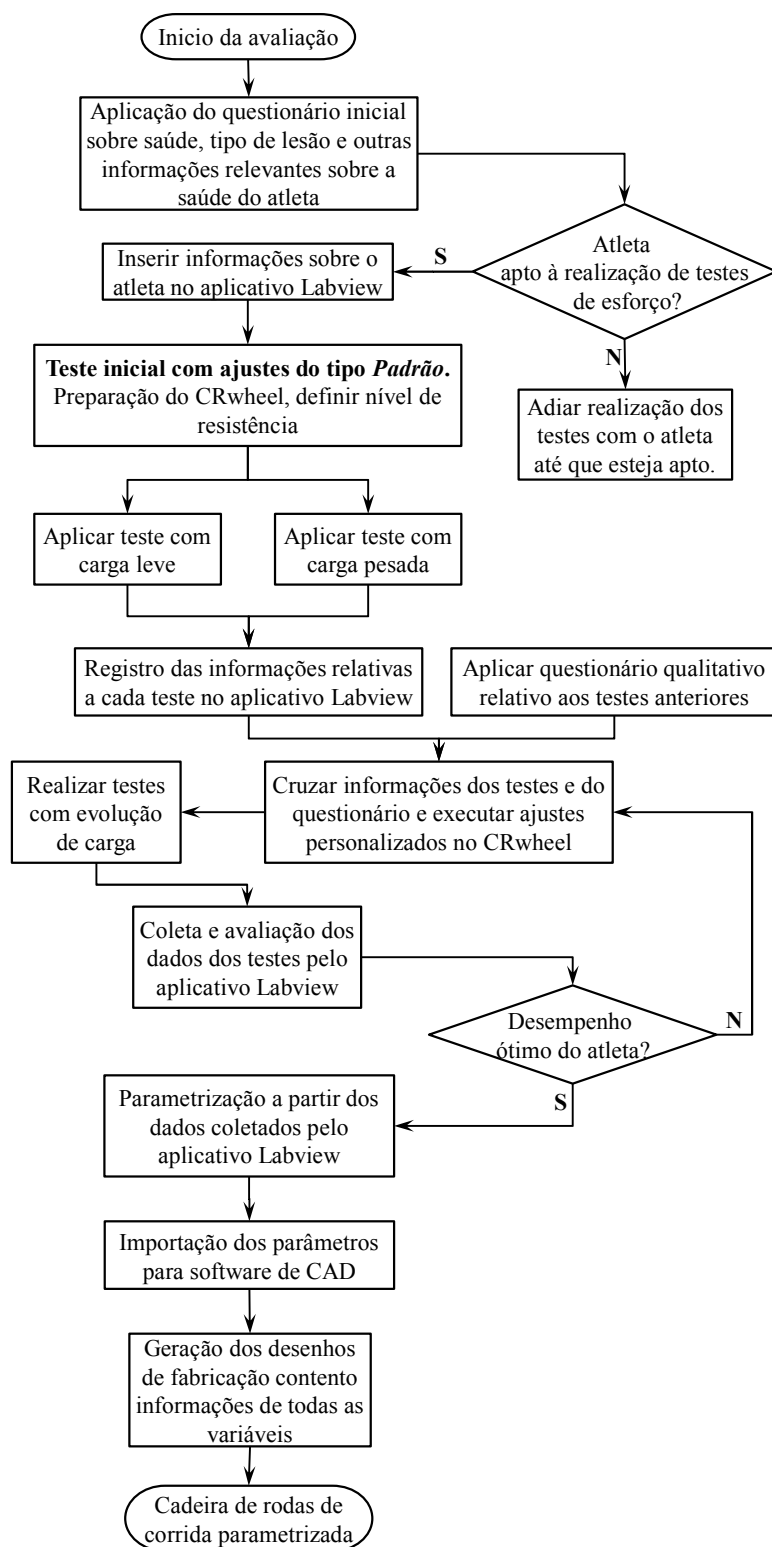 Inicio da avaliação
Aplicação do questionário inicial
sobre saúde, tipo de lesão e outras
informações relevantes sobre a
saúde do atleta
Atleta
apto à realização de testes
de esforço?
S
Inserir informações sobre o
atleta no aplicativo Labview
N
Teste inicial com ajustes do tipo Padrão.
Preparação do CRwheel, definir nível de
resistência
Adiar realização dos
testes com o atleta
até que esteja apto.
Aplicar teste com
carga leve
Aplicar teste com
carga pesada
Registro das informações relativas
a cada teste no aplicativo Labview
Aplicar questionário qualitativo
relativo aos testes anteriores
Cruzar informações dos testes e do
questionário e executar ajustes
personalizados no CRwheel
Realizar testes
com evolução
de carga
Coleta e avaliação dos
dados dos testes pelo
aplicativo Labview
Desempenho
ótimo do atleta?
N
S
Parametrização a partir dos
dados coletados pelo
aplicativo Labview
Importação dos parâmetros
para software de CAD
Geração dos desenhos
de fabricação contento
informações de todas as
variáveis
Cadeira de rodas de
corrida parametrizada